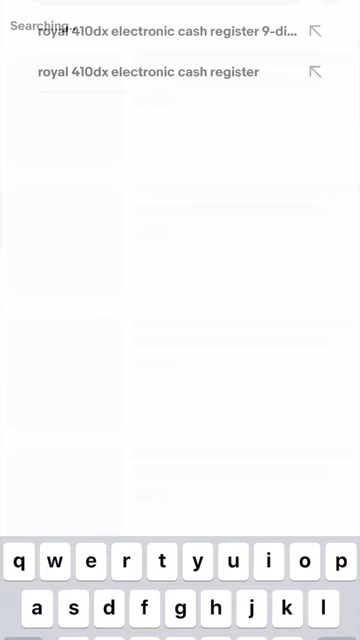 Searching...
royal 410dx electronic cash register 9-di...
royal 410dx electronic cash register
q w e r t y u i o p
a s d f g h j k l